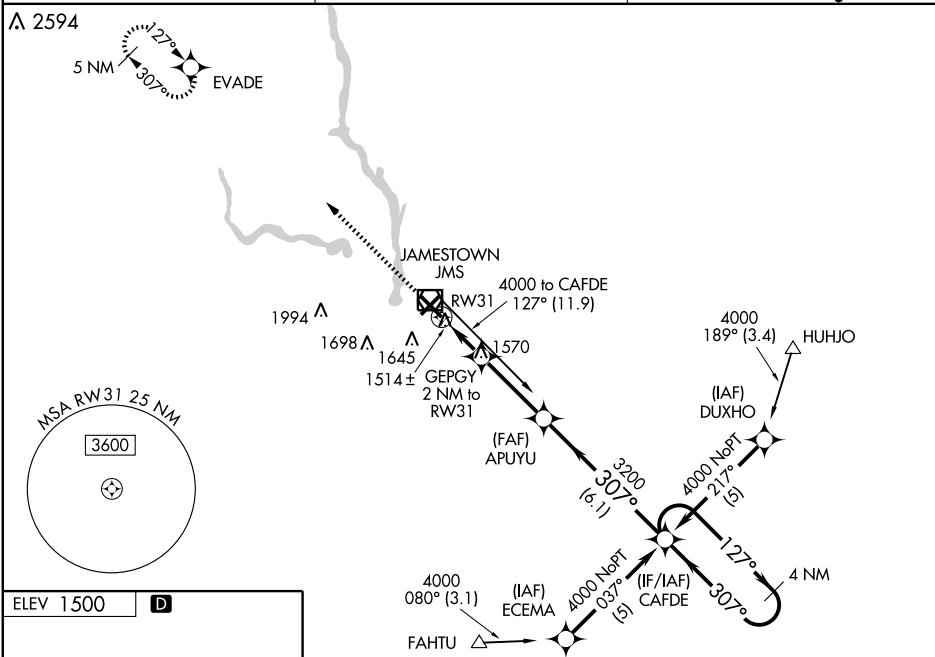 2594
127°
5 NM
307°
EVADE
JAMESTOWN
JMS
RW31
4000 to CAFDE
127° (11.9)
1994
1698
1645
1514 ±
1570
GEPGY
2 NM to
RW31
4000
189° (3.4)
HUHJO
(IAF)
DUXHO
MSA RW31 25 NM
3600
(FAF)
APUYU
3200
307°
(6.1)
4000 NoPT
217°
(5)
127°
4 NM
307°
(IF/IAF)
CAFDE
4000 NoPT
037°
(5)
(IAF)
ECEMA
4000
080° (3.1)
FAHTU
ELEV 1500
D